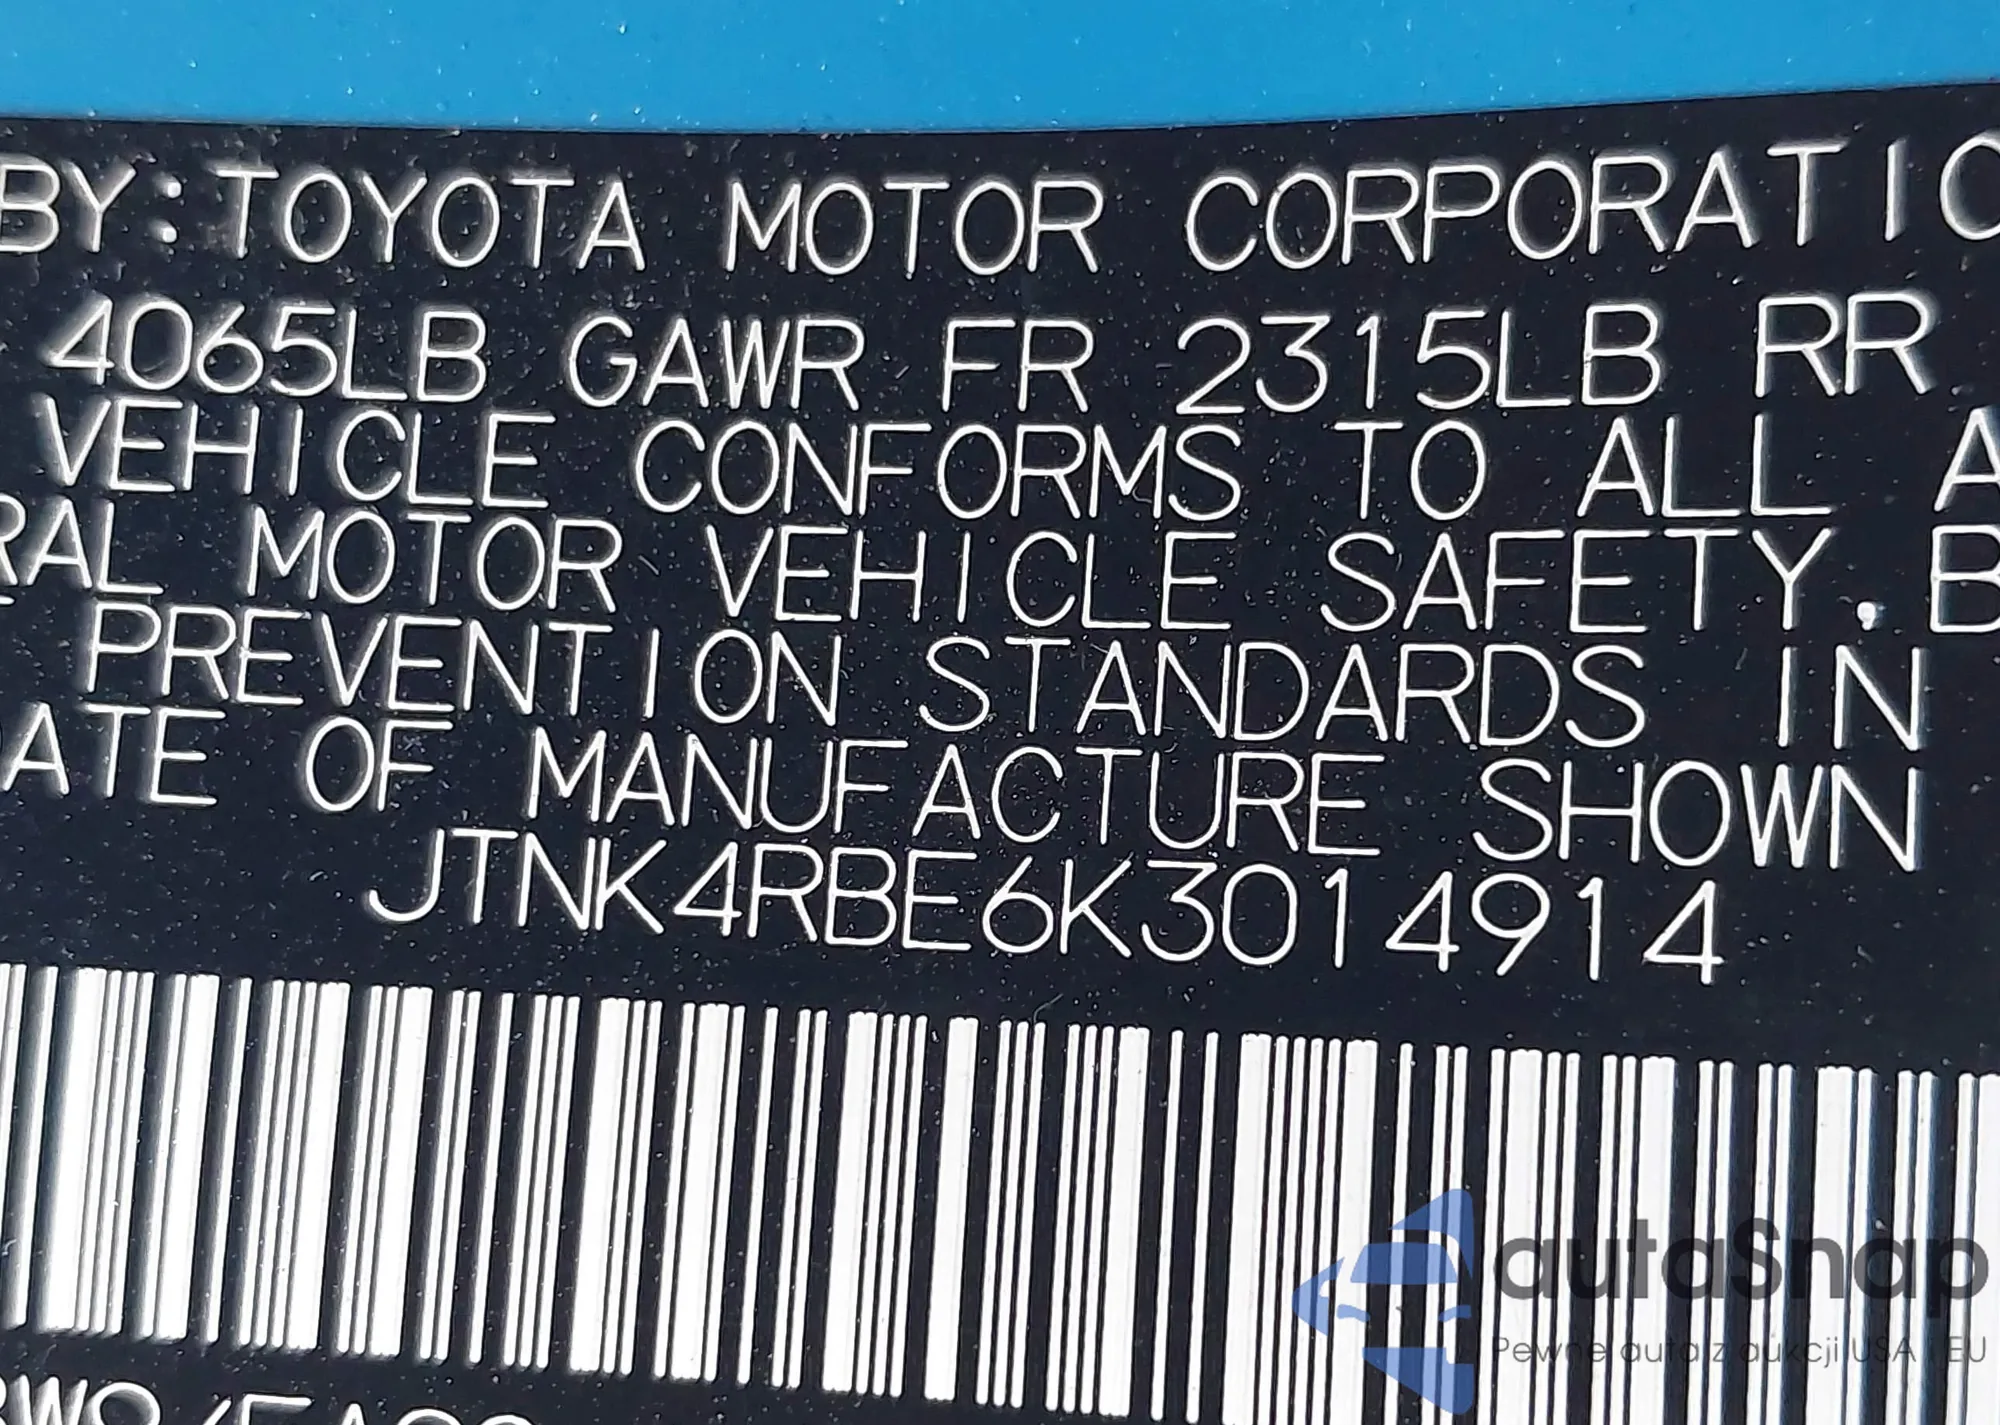 BY:TOYOTA MOTOR CORPORATIO
4065LB GAWR FR 2315LB RR
VEHICLE CONFORMS TO ALL A
RAL MOTOR VEHICLE SAFETY.B
PREVENTION STANDARDS IN
ATE OF MANUFACTURE SHOWN
JTNK4RBE6K3014914
autaSnap
Pewne auta z aukcji USA i EU